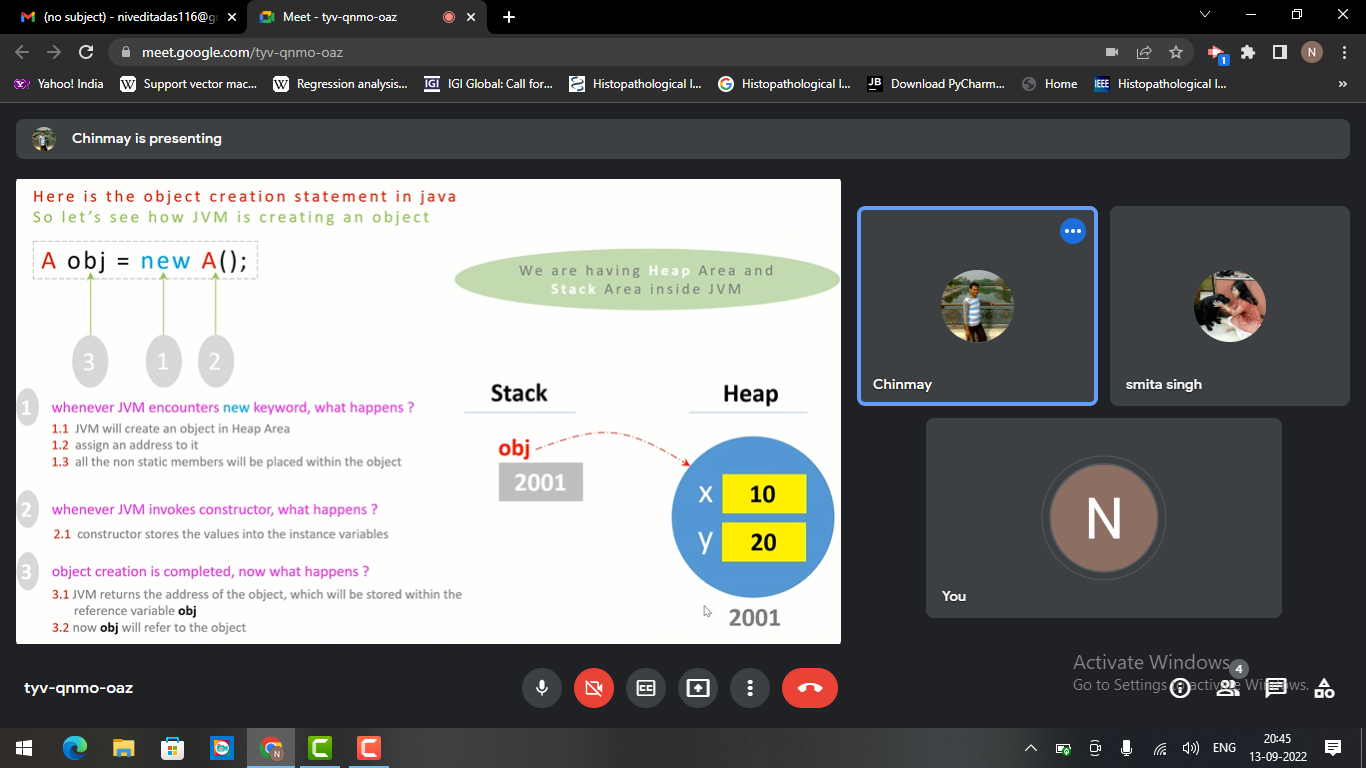 (no subject) - niveditadas116@g
Meet - tyv-qnmo-oaz
meet.google.com/tyv-qnmo-oaz
1
N
Yahoo! India
W Support vector mac...
W Regression analysis...
IGI IGI Global: Call for...
Histopathological I...
G Histopathological I...
JB Download PyCharm...
Home
IEEE Histopathological I...
»
Chinmay is presenting
Here is the object creation statement in java
So let's see how JVM is creating an object
A obj = new A();
We are having Heap Area and
Stack Area inside JVM
3 1 2
Stack
Heap
1 whenever JVM encounters new keyword, what happens ?
1.1 JVM will create an object in Heap Area
1.2 assign an address to it
1.3 all the non static members will be placed within the object
obj
2001
x 10
y 20
2001
2 whenever JVM invokes constructor, what happens ?
2.1 constructor stores the values into the instance variables
3 object creation is completed, now what happens ?
3.1 JVM returns the address of the object, which will be stored within the
reference variable obj
3.2 now obj will refer to the object
Chinmay
smita singh
N
You
Activate Windows
Go to Settings to activate Windows.
4
tyv-qnmo-oaz
CC
N
ENG
20:45
13-09-2022